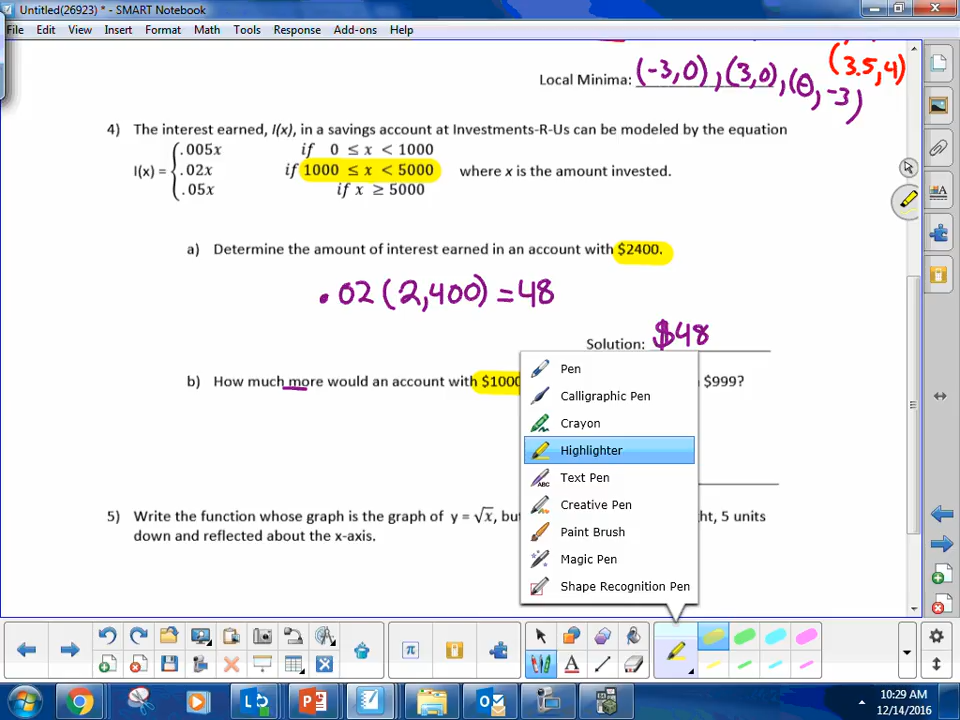 Untitled(26923) * - SMART Notebook
File Edit View Insert Format Math Tools Response Add-ons Help
(3.5,4)
Local Minima: (-3,0), (3,0), (0, -3)
4) The interest earned, I(x), in a savings account at Investments-R-Us can be modeled by the equation
.005x if 0 ≤ x < 1000
I(x) = .02x if 1000 ≤ x < 5000 where x is the amount invested.
.05x if x ≥ 5000
a) Determine the amount of interest earned in an account with $2400.
.02 (2,400) = 48
Solution: $48
b) How much more would an account with $1000 $999?
Pen
Calligraphic Pen
Crayon
Highlighter
ABC Text Pen
Creative Pen
Paint Brush
Magic Pen
Shape Recognition Pen
5) Write the function whose graph is the graph of y = √x, but ht, 5 units
down and reflected about the x-axis.
π
A
10:29 AM
12/14/2016